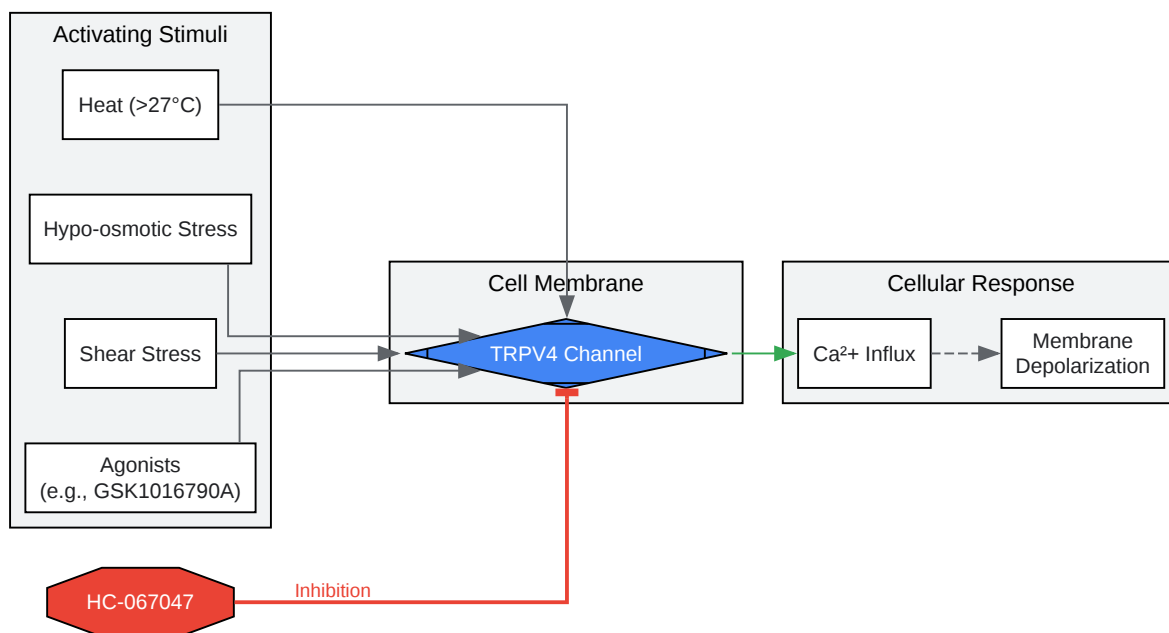 Activating Stimuli
Heat (>27°C)
Hypo-osmotic Stress
Shear Stress
Agonists
(e.g., GSK1016790A)
Cell Membrane
TRPV4 Channel
Cellular Response
Ca²+ Influx
Membrane
Depolarization
HC-067047
Inhibition